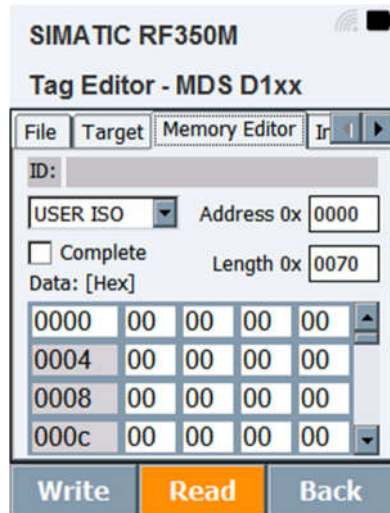 SIMATIC RF350M
Tag Editor - MDS D1xx
File Target Memory Editor Ir
ID:
USER ISO Address 0x 0000
Complete Length 0x 0070
Data: [Hex]
0000 00 00 00 00
0004 00 00 00 00
0008 00 00 00 00
000c 00 00 00 00
Write Read Back